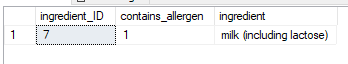 ingredient_ID contains_allergen ingredient
1 7 1 milk (including lactose)